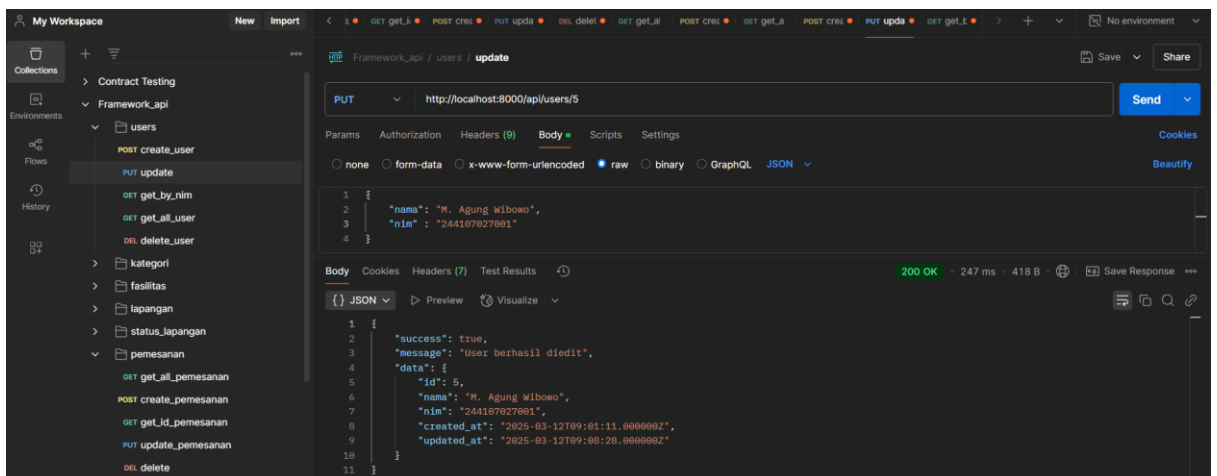 My Workspace New Import
GET get_k POST crea PUT upda DEL delet GET get_al POST crea GET get_a POST crea PUT upda GET get_b No environment
Collections
Environments
Flows
History
Contract Testing
Framework_api
users
POST create_user
PUT update
GET get_by_nim
GET get_all_user
DEL delete_user
kategori
fasilitas
lapangan
status_lapangan
pemesanan
GET get_all_pemesanan
POST create_pemesanan
GET get_id_pemesanan
PUT update_pemesanan
DEL delete
HTTP Framework_api / users / update Save Share
PUT http://localhost:8000/api/users/5 Send
Params Authorization Headers (9) Body Scripts Settings Cookies
none form-data x-www-form-urlencoded raw binary GraphQL JSON Beautify
1 {
2 "nama": "M. Agung Wibowo",
3 "nim" : "244107027001"
4 }
Body Cookies Headers (7) Test Results 200 OK 247 ms 418 B Save Response
{} JSON Preview Visualize
1 {
2 "success": true,
3 "message": "User berhasil diedit",
4 "data": {
5 "id": 5,
6 "nama": "M. Agung Wibowo",
7 "nim": "244107027001",
8 "created_at": "2025-03-12T09:01:11.000000Z",
9 "updated_at": "2025-03-12T09:08:28.000000Z"
10 }
11 }